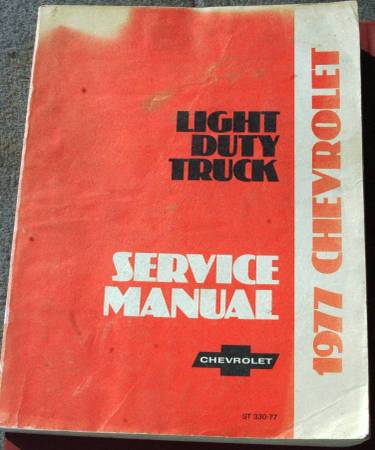 LIGHT
DUTY
TRUCK
SERVICE
MANUAL
CHEVROLET
ST 330-77
1977 CHEVROLET